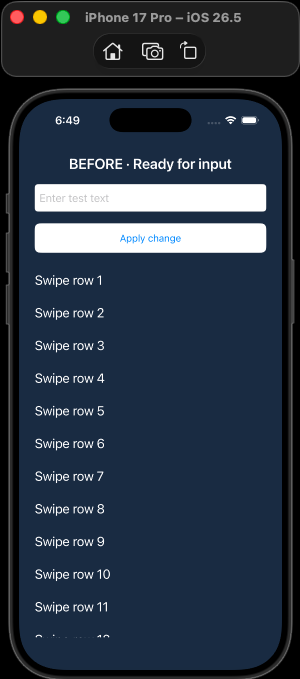 iPhone 17 Pro – iOS 26.5
6:49
BEFORE · Ready for input
Enter test text
Apply change
Swipe row 1
Swipe row 2
Swipe row 3
Swipe row 4
Swipe row 5
Swipe row 6
Swipe row 7
Swipe row 8
Swipe row 9
Swipe row 10
Swipe row 11